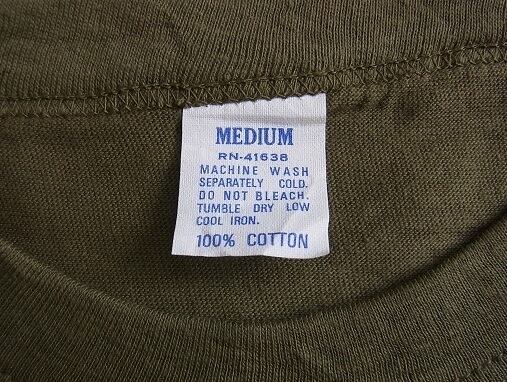 MEDIUM
RN-41638
MACHINE WASH
SEPARATELY COLD.
DO NOT BLEACH.
TUMBLE DRY LOW
COOL IRON.
100% COTTON